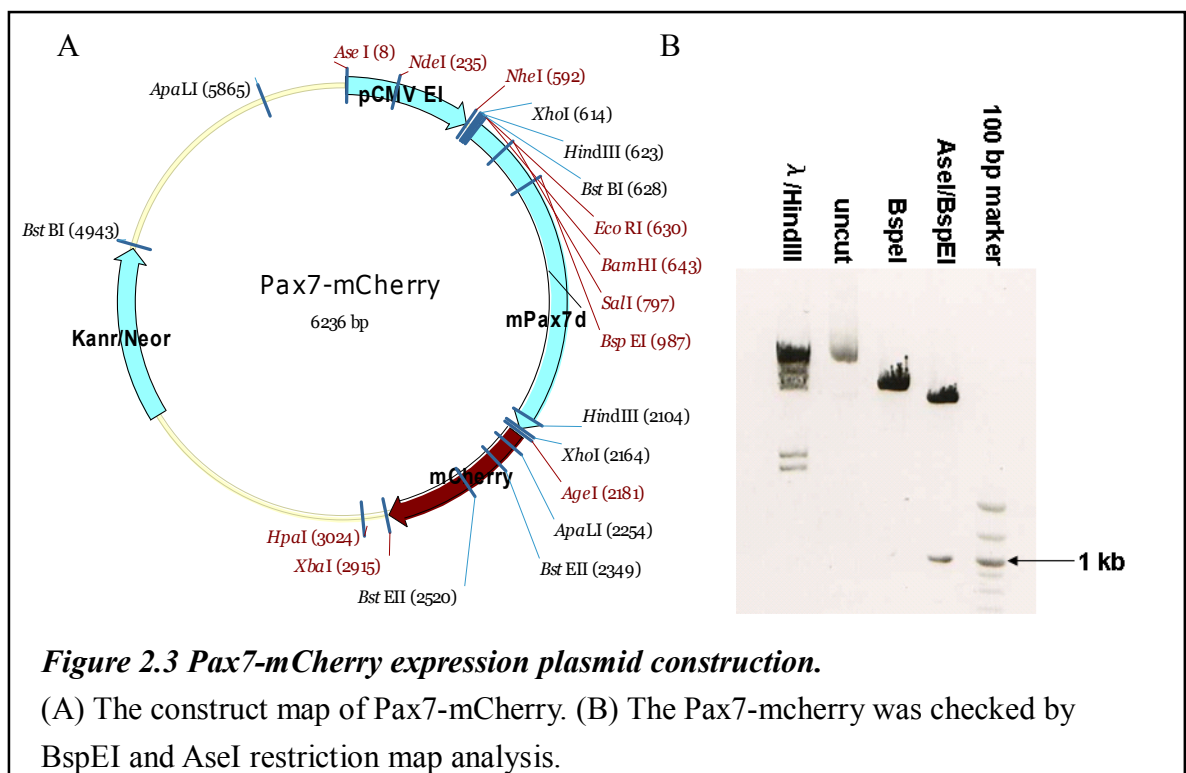 A
B
Ase I (8)
NdeI (235)
NheI (592)
ApaLI (5865)
pCMV EI
XhoI (614)
HindIII (623)
Bst BI (628)
Bst BI (4943)
Eco RI (630)
BamHI (643)
Pax7-mCherry
SalI (797)
6236 bp
mPax7d
Kanr/Neor
Bsp EI (987)
HindIII (2104)
XhoI (2164)
mCherry
AgeI (2181)
HpaI (3024)
ApaLI (2254)
XbaI (2915)
Bst EII (2349)
Bst EII (2520)
λ /HindIII
uncut
BspeI
AseI/BspEI
100 bp marker
1 kb
Figure 2.3 Pax7-mCherry expression plasmid construction.
(A) The construct map of Pax7-mCherry. (B) The Pax7-mcherry was checked by
BspEI and AseI restriction map analysis.